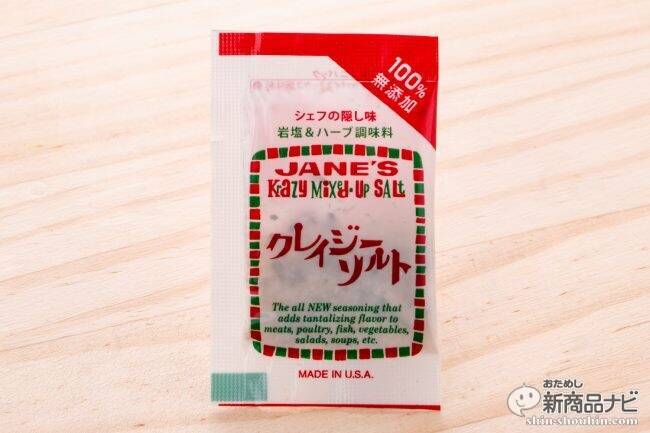 100%
無添加
シェフの隠し味
岩塩&ハーブ調味料
JANE'S
Krazy Mixed-Up Salt
クレイジー
ソルト
The all NEW seasoning that
adds tantalizing flavor to
meats, poultry, fish, vegetables,
salads, soups, etc.
MADE IN U.S.A.
おためし
新商品ナビ
shin-shouhin.com